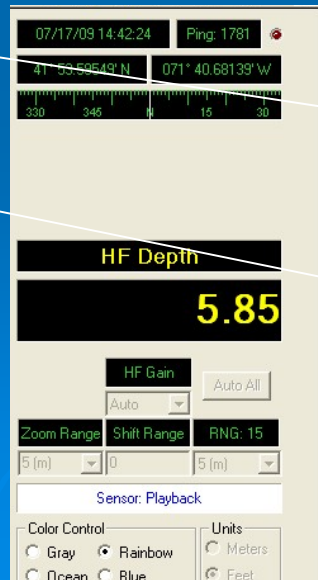 07/17/09 14:42:24 Ping: 1781
41° 53.59549' N 071° 40.68139' W
330 345 N 15 30
HF Depth
5.85
HF Gain
Auto Auto All
Zoom Range Shift Range RNG: 15
5 (m) 0 5 (m)
Sensor: Playback
Color Control Units
Gray Rainbow Meters
Ocean Blue Feet